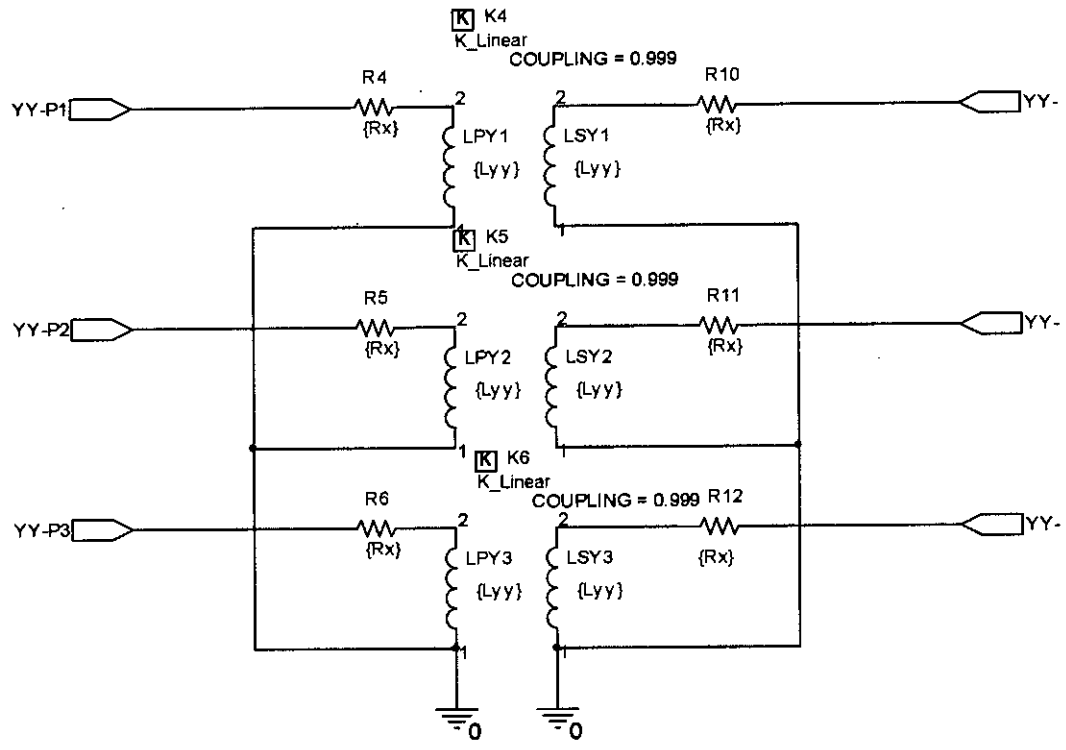 K K4
K_Linear
COUPLING = 0.999
R4
R10
YY-P1
2
2
YY-
{Rx}
{Rx}
LPY1
LSY1
{Lyy}
{Lyy}
1
1
K K5
K_Linear
COUPLING = 0.999
R5
R11
YY-P2
2
2
YY-
{Rx}
{Rx}
LPY2
LSY2
{Lyy}
{Lyy}
1
1
K K6
K_Linear
COUPLING = 0.999
R6
R12
YY-P3
2
2
YY-
{Rx}
{Rx}
LPY3
LSY3
{Lyy}
{Lyy}
1
1
0
0